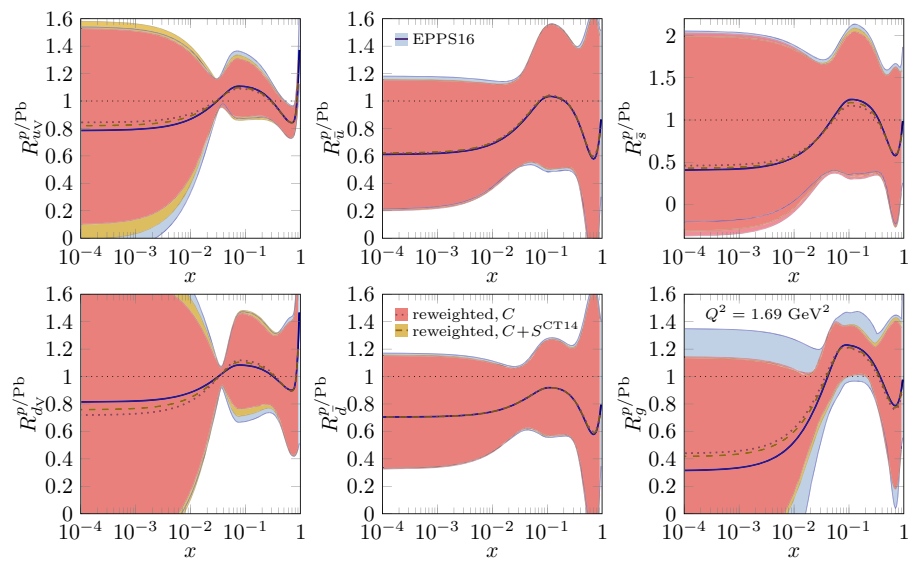 1.6
1.4
1.2
1
0.8
0.6
0.4
0.2
0
R_{u_V}^{p/Pb}
10^{-4} 10^{-3} 10^{-2} 10^{-1} 1
x
1.6
1.4
1.2
1
0.8
0.6
0.4
0.2
0
R_{\bar{u}}^{p/Pb}
EPPS16
10^{-4} 10^{-3} 10^{-2} 10^{-1} 1
x
2
1.5
1
0.5
0
R_{\bar{s}}^{p/Pb}
10^{-4} 10^{-3} 10^{-2} 10^{-1} 1
x
1.6
1.4
1.2
1
0.8
0.6
0.4
0.2
0
R_{d_V}^{p/Pb}
10^{-4} 10^{-3} 10^{-2} 10^{-1} 1
x
1.6
1.4
1.2
1
0.8
0.6
0.4
0.2
0
R_{\bar{d}}^{p/Pb}
reweighted, C
reweighted, C+S^{CT14}
10^{-4} 10^{-3} 10^{-2} 10^{-1} 1
x
1.6
1.4
1.2
1
0.8
0.6
0.4
0.2
0
R_{g}^{p/Pb}
Q^2 = 1.69 GeV^2
10^{-4} 10^{-3} 10^{-2} 10^{-1} 1
x